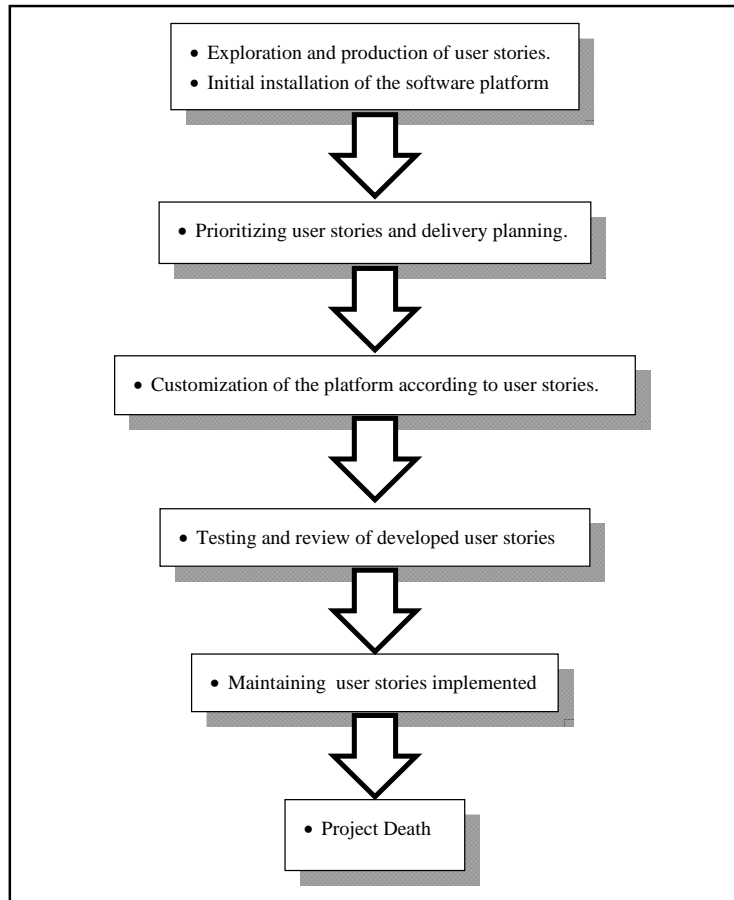 • Exploration and production of user stories.
• Initial installation of the software platform
• Prioritizing user stories and delivery planning.
• Customization of the platform according to user stories.
• Testing and review of developed user stories
• Maintaining  user stories implemented
• Project Death